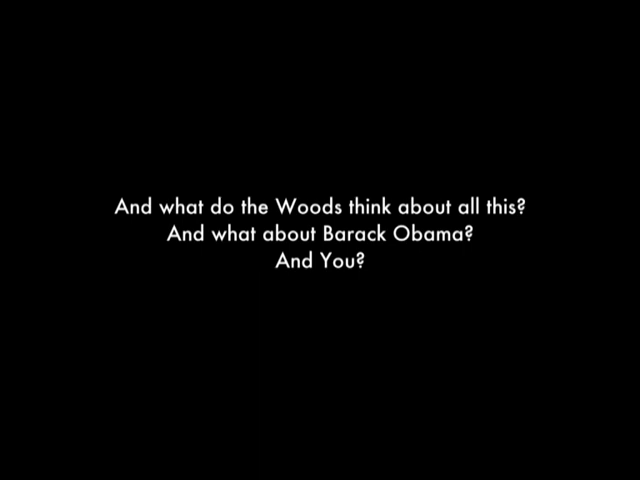 And what do the Woods think about all this?
And what about Barack Obama?
And You?